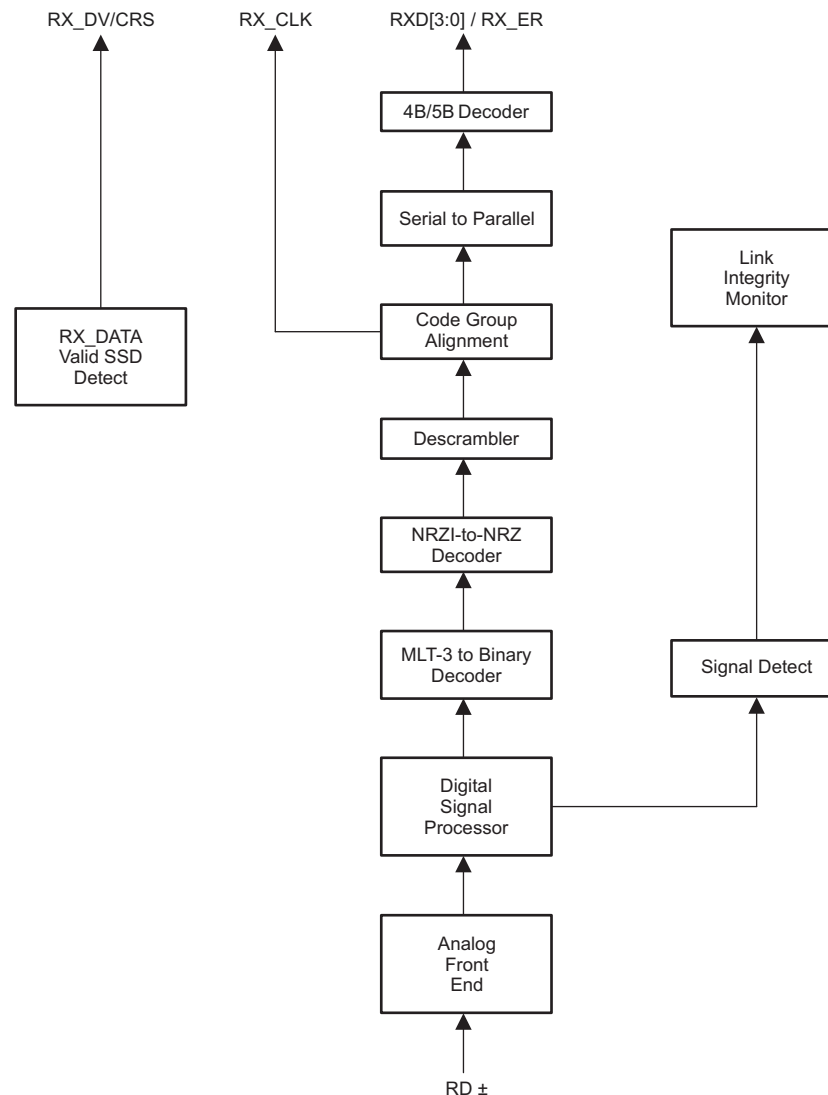 RX_DV/CRS
RX_CLK
RXD[3:0] / RX_ER
4B/5B Decoder
Serial to Parallel
Link
Integrity
Monitor
RX_DATA
Valid SSD
Detect
Code Group
Alignment
Descrambler
NRZI-to-NRZ
Decoder
MLT-3 to Binary
Decoder
Signal Detect
Digital
Signal
Processor
Analog
Front
End
RD ±